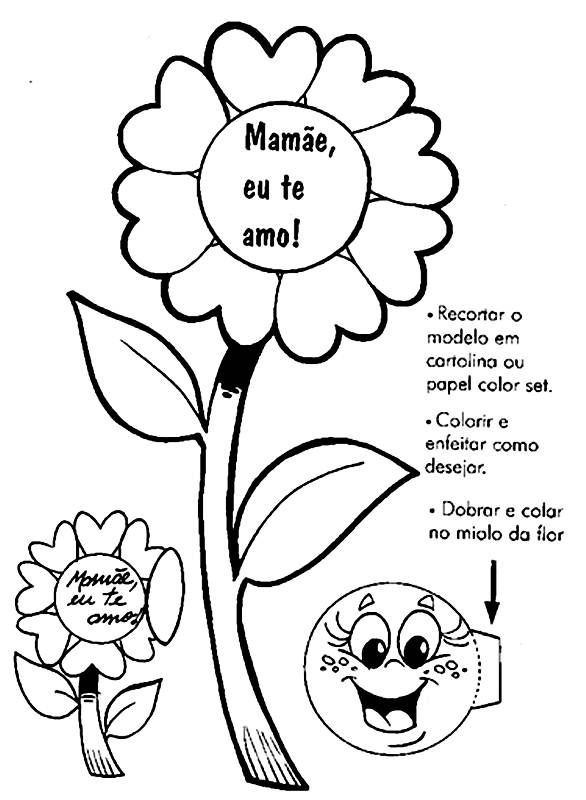 Mamãe,
eu te
amo!
• Recortar o
modelo em
cartolina ou
papel color set.
• Colorir e
enfeitar como
desejar.
• Dobrar e colar
no miolo da flor
Mamãe,
eu te
amo!